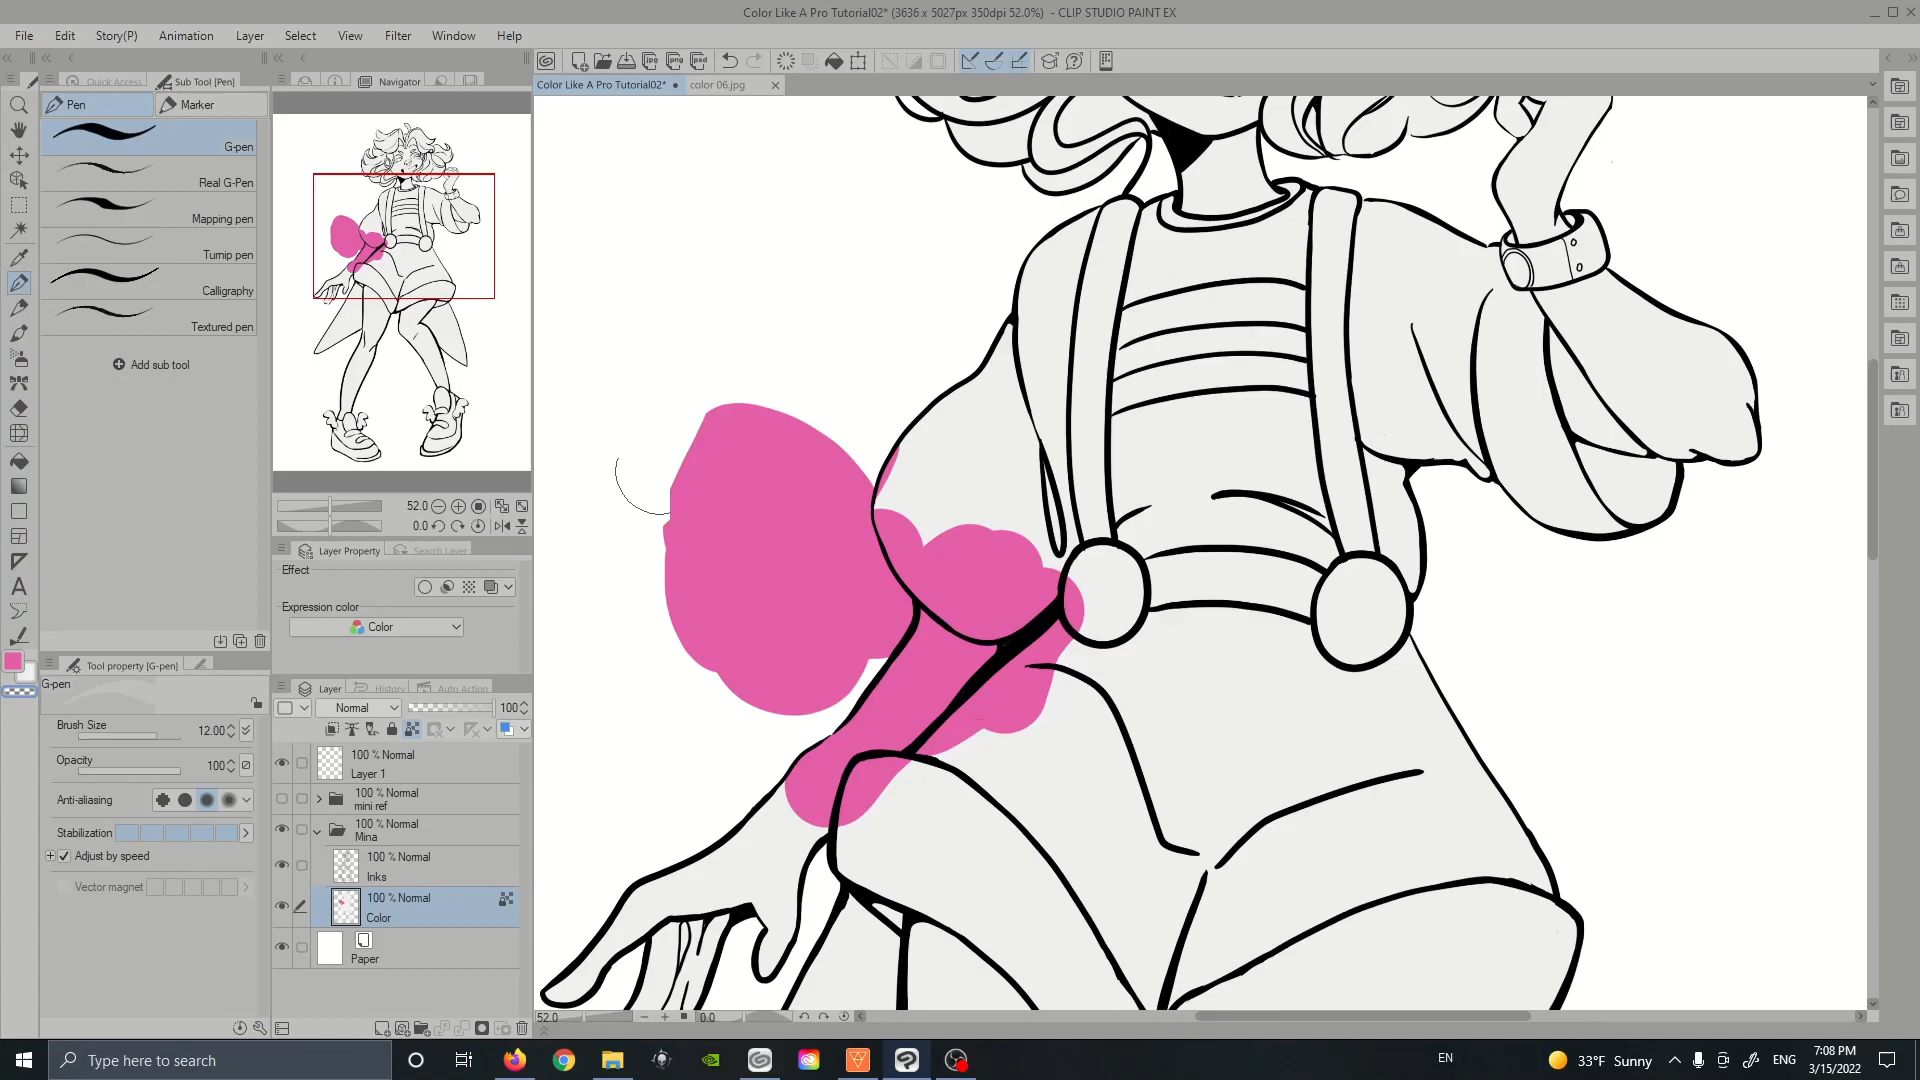 Color Like A Pro Tutorial02* (3636 x 5027px 350dpi 52.0%) - CLIP STUDIO PAINT EX
File Edit Story(P) Animation Layer Select View Filter Window Help
Quick Access Sub Tool [Pen] Navigator
Color Like A Pro Tutorial02* color 06.jpg
Pen Marker
G-pen
Real G-Pen
Mapping pen
Turnip pen
Calligraphy
Textured pen
Add sub tool
52.0
0.0
Layer Property Search Layer
Effect
Expression color
Color
Tool property [G-pen]
G-pen
Brush Size 12.00
Opacity 100
Anti-aliasing
Stabilization
Adjust by speed
Vector magnet
Layer History Auto Action
Normal 100
100 % Normal
Layer 1
100 % Normal
mini ref
100 % Normal
Mina
100 % Normal
Inks
100 % Normal
Color
Paper
52.0 0.0
Type here to search
EN
33°F Sunny
ENG
7:08 PM
3/15/2022